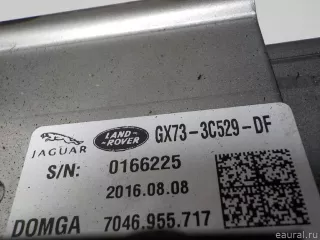 JAGUAR LAND-ROVER GX73-3C529-DF
S/N: 0166225
2016.08.08
DOMGA 7046.955.717
eaural.ru